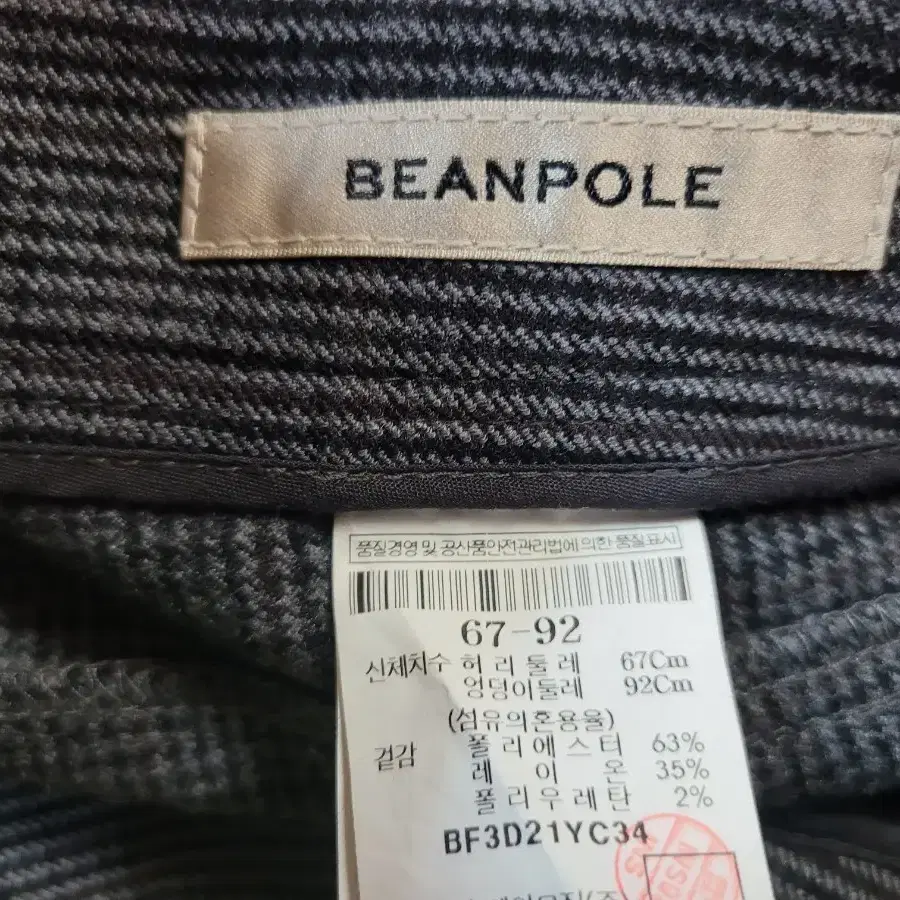 BEANPOLE
품질경영 및 공산품안전관리법에 의한 품질표시
67-92
신체치수 허리둘레 67Cm
엉덩이둘레 92Cm
(섬유의혼용율)
겉감 폴리에스터 63%
레이온 35%
폴리우레탄 2%
BF3D21YC34